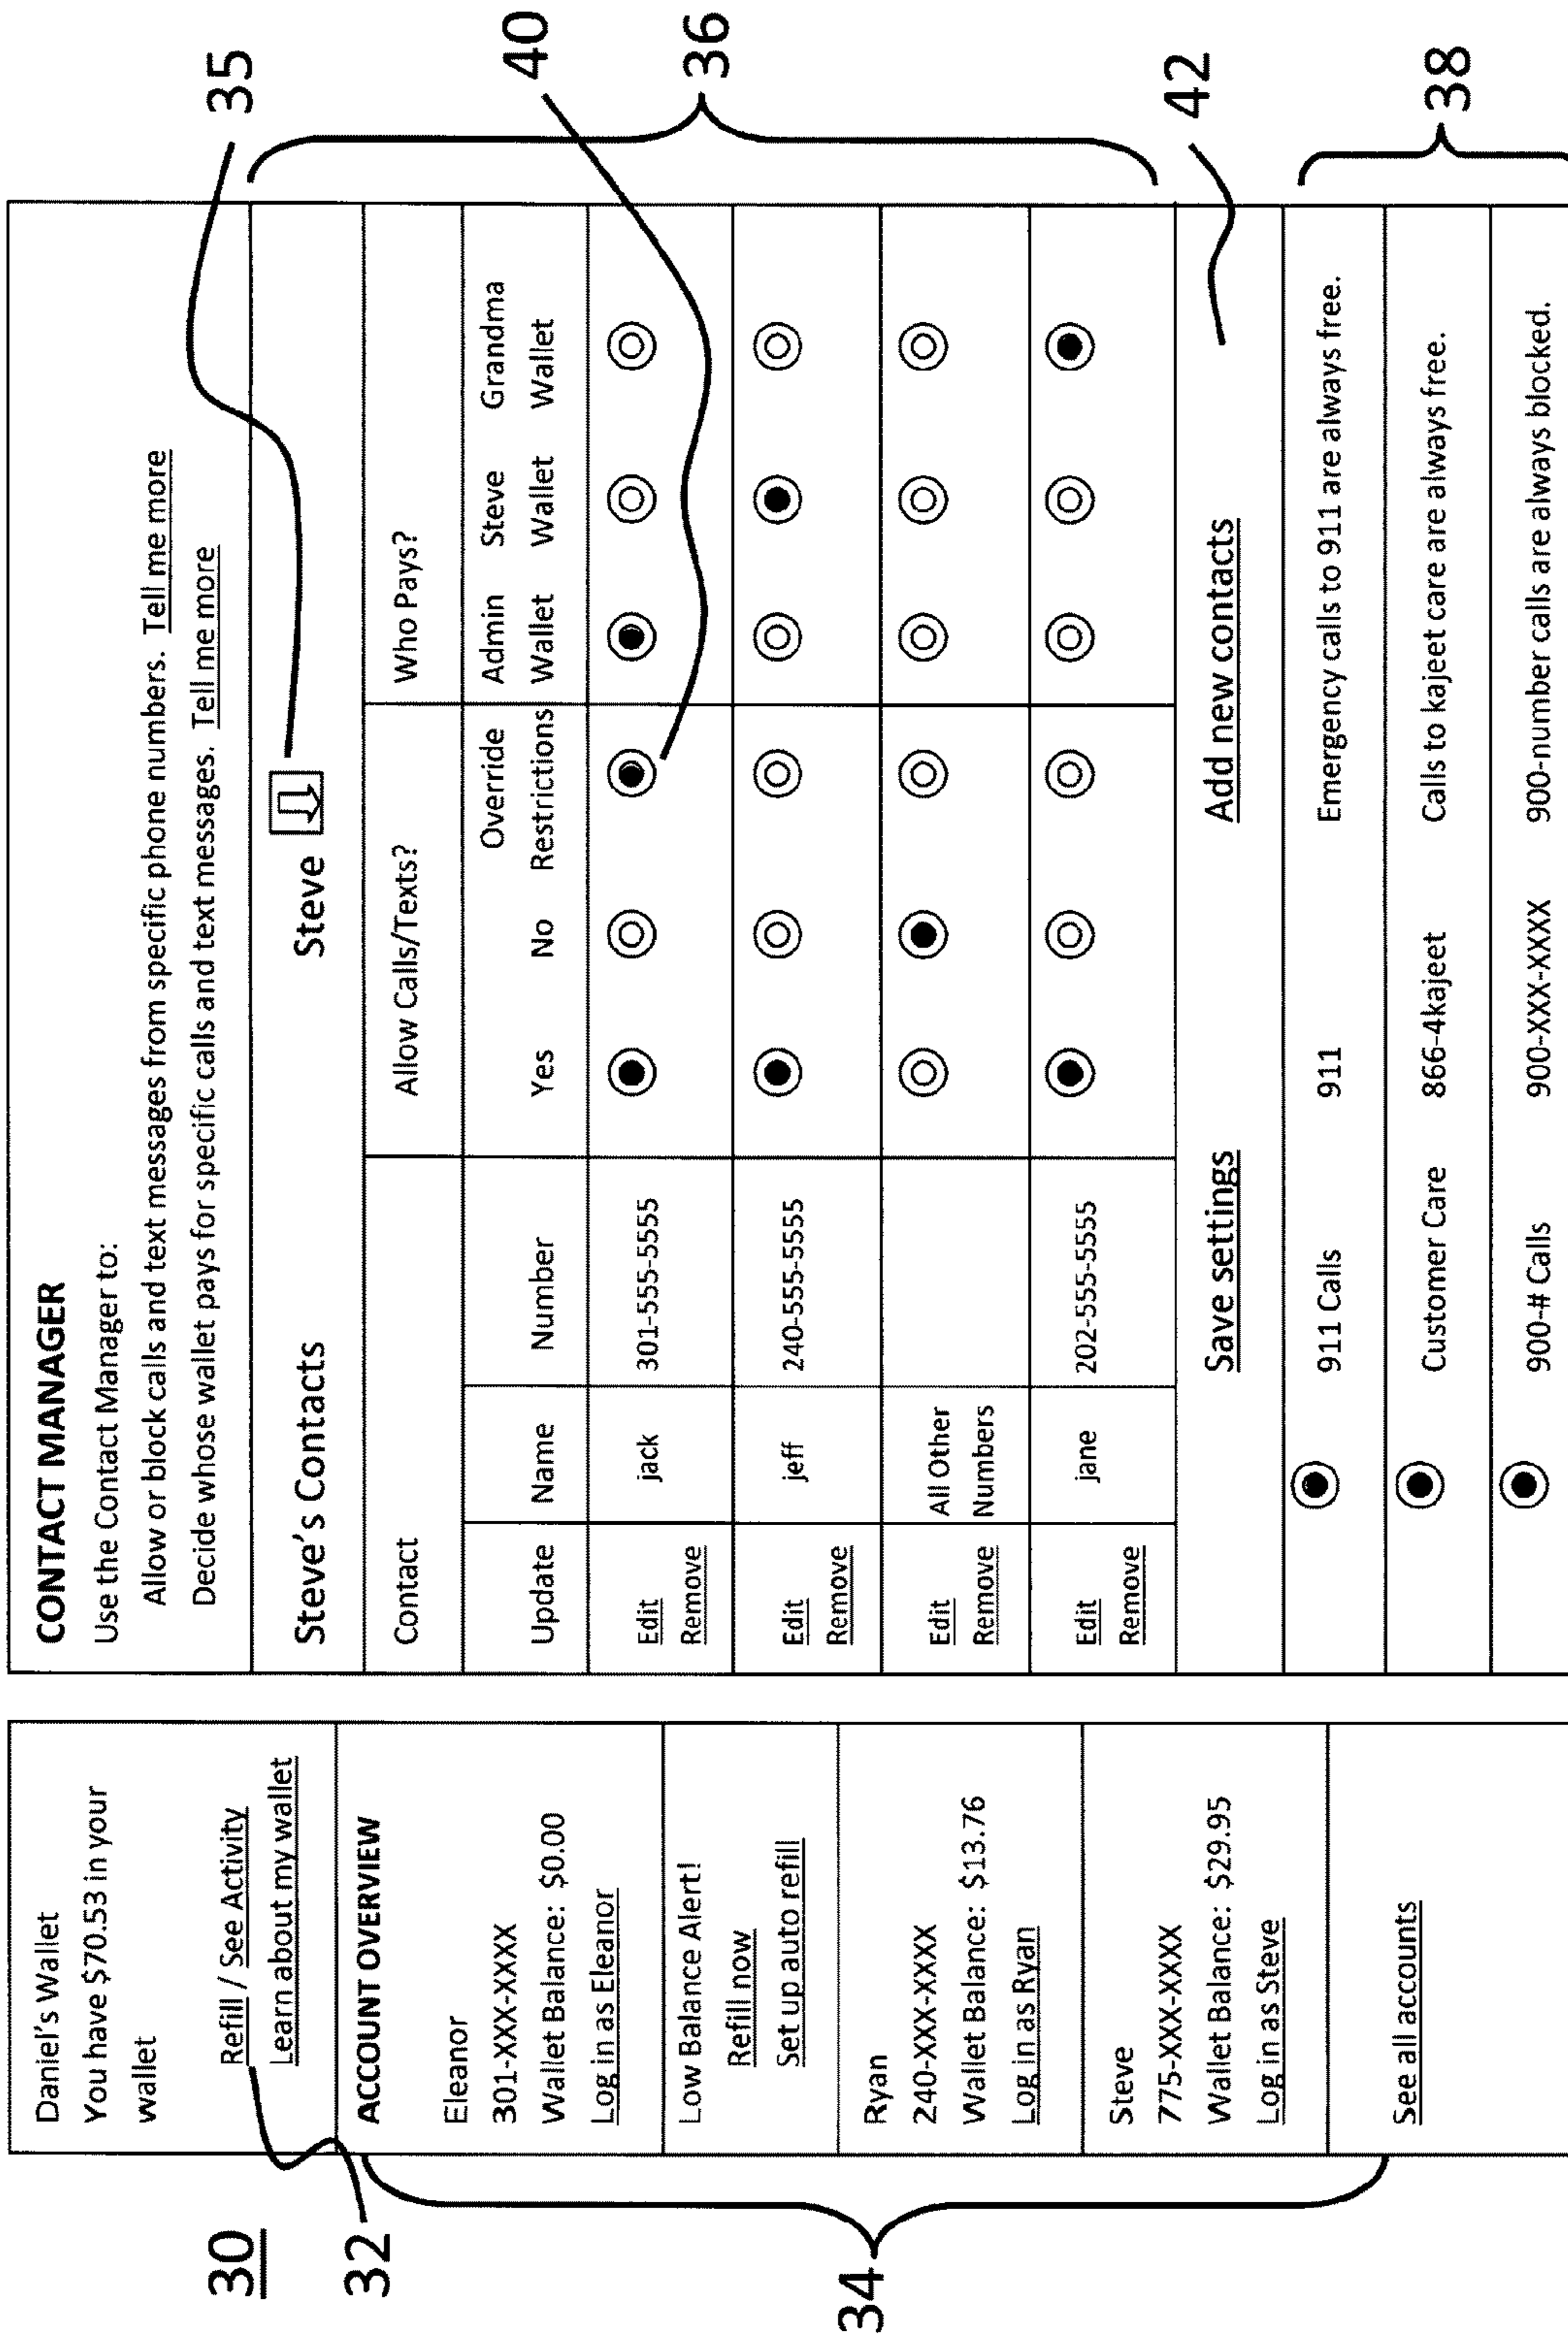 30
32
34
Daniel's Wallet
You have $70.53 in your
wallet
Refill / See Activity
Learn about my wallet
ACCOUNT OVERVIEW
Eleanor
301-XXX-XXXX
Wallet Balance: $0.00
Log in as Eleanor
Low Balance Alert!
Refill now
Set up auto refill
Ryan
240-XXX-XXXX
Wallet Balance: $13.76
Log in as Ryan
Steve
775-XXX-XXXX
Wallet Balance: $29.95
Log in as Steve
See all accounts
CONTACT MANAGER
Use the Contact Manager to:
Allow or block calls and text messages from specific phone numbers. Tell me more
Decide whose wallet pays for specific calls and text messages. Tell me more
Steve's Contacts Steve
Contact Allow Calls/Texts? Who Pays?
Override Admin Steve Grandma
Update Name Number Yes No Restrictions Wallet Wallet Wallet
Edit jack 301-555-5555
Remove
Edit jeff 240-555-5555
Remove
Edit All Other
Remove Numbers
Edit jane 202-555-5555
Remove
Save settings Add new contacts
911 Calls 911 Emergency calls to 911 are always free.
Customer Care 866-4kajeet Calls to kajeet care are always free.
900-# Calls 900-XXX-XXXX 900-number calls are always blocked.
35
40
36
42
38